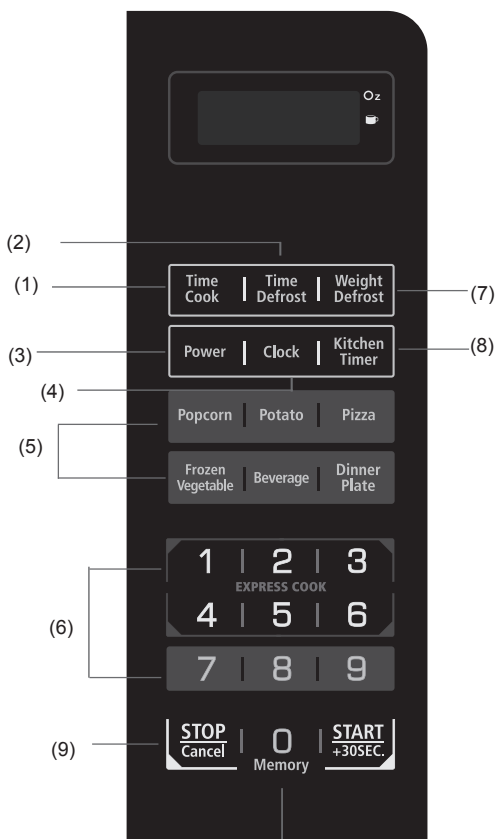 Oz
(2)
(1) Time Cook Time Defrost Weight Defrost (7)
(3) Power Clock Kitchen Timer (8)
(4)
(5) Popcorn Potato Pizza
Frozen Vegetable Beverage Dinner Plate
1 2 3
EXPRESS COOK
(6) 4 5 6
7 8 9
(9) STOP Cancel 0 Memory START +30SEC.